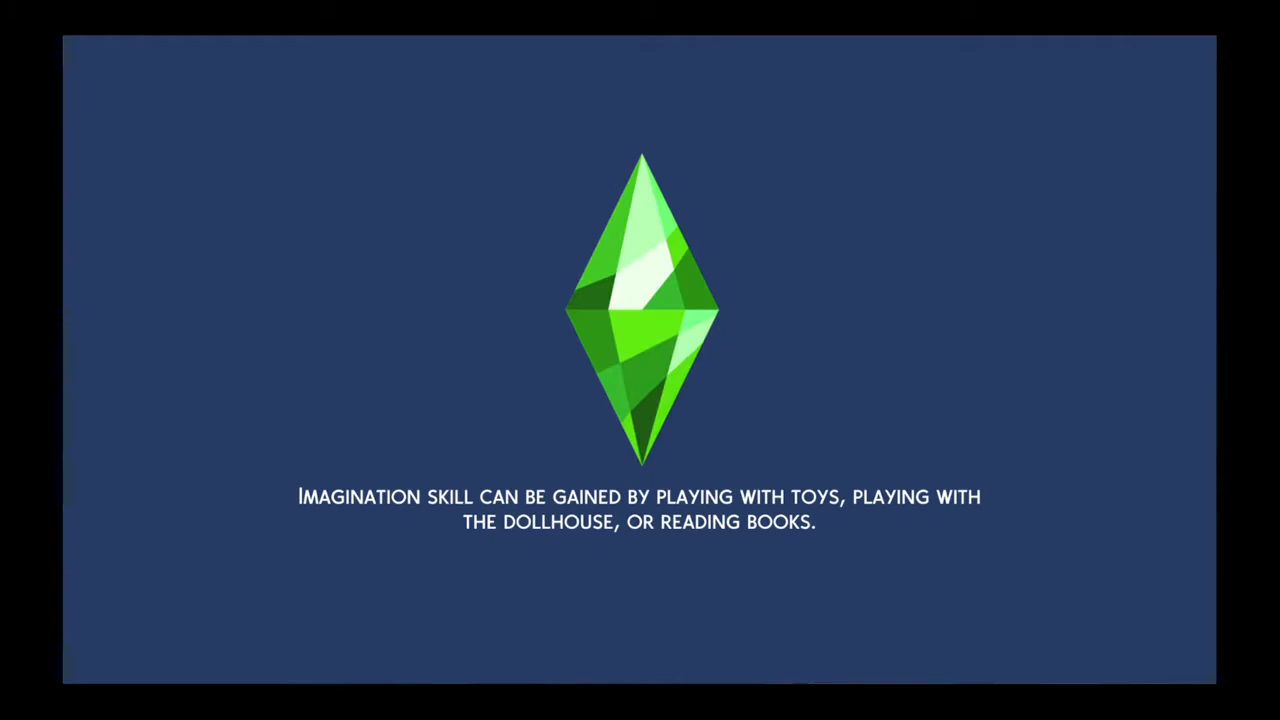 Imagination skill can be gained by playing with toys, playing with
the dollhouse, or reading books.